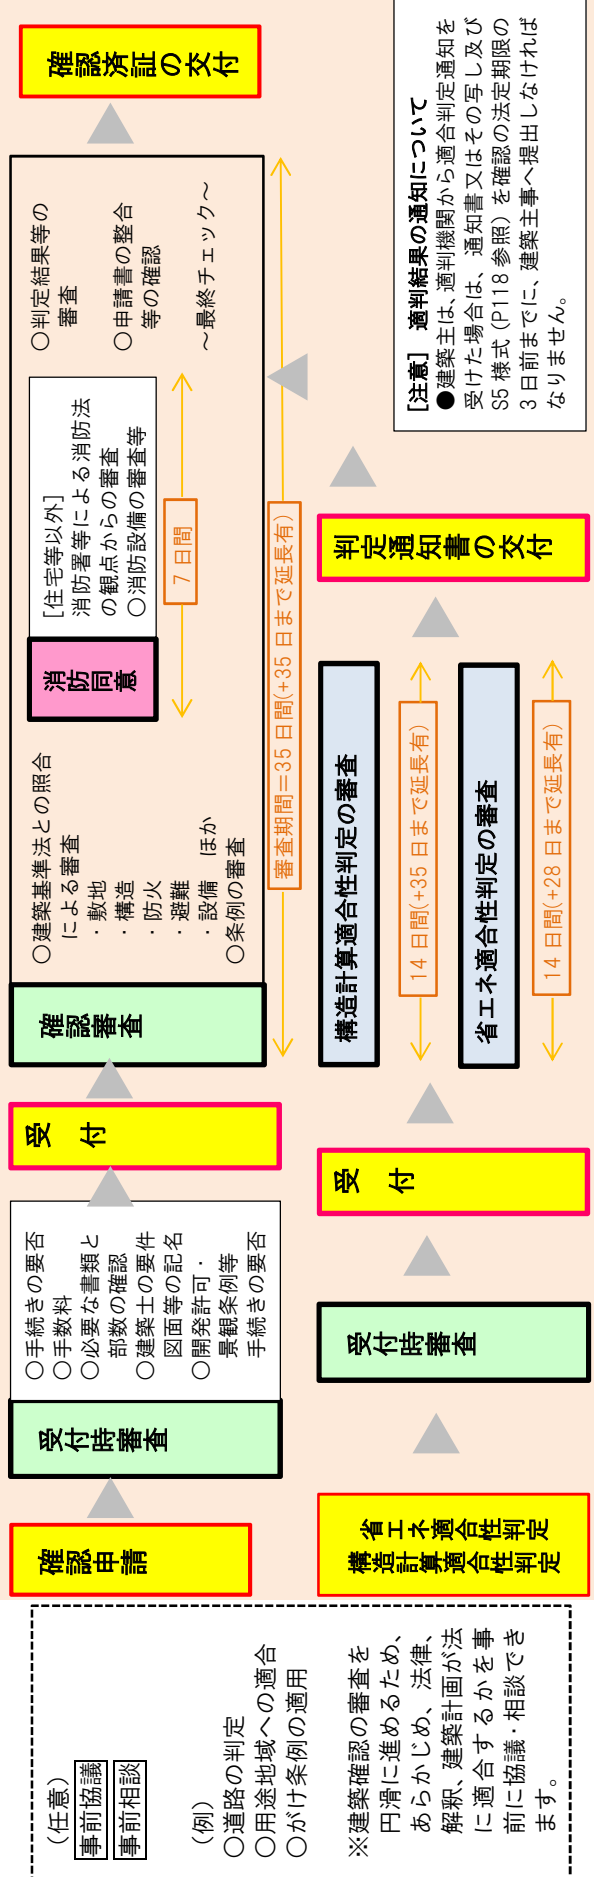 （任意）
事前協議
事前相談
（例）
○道路の判定
○用途地域への適合
○がけ条例の適用
※建築確認の審査を
円滑に進めるため、
あらかじめ、法律、
解釈、建築計画が法
に適合するかを事
前に協議・相談でき
ます。
確認申請
受付時審査
○手続きの要否
○手数料
○必要な書類と
部数の確認
○建築士の要件
図面等の記名
○開発許可・
景観条例等
手続きの要否
受　付
確認審査
○建築基準法との照合
による審査
・敷地
・構造
・防火
・避難
・設備　ほか
○条例の審査
消防同意
[住宅等以外]
消防署等による消防法
の観点からの審査
○消防設備の審査等
7 日間
○判定結果等の
審査
○申請書の整合
等の確認
～最終チェック～
審査期間＝35 日間(+35 日まで延長有)
確認済証の交付
省エネ適合性判定
構造計算適合性判定
受付時審査
受　付
構造計算適合性判定の審査
14 日間(+35 日まで延長有)
省エネ適合性判定の審査
14 日間(+28 日まで延長有)
判定通知書の交付
[注意]　適判結果の通知について
●建築主は、適判機関から適合判定通知を
受けた場合は、通知書又はその写し及び
S5 様式（P118 参照）を確認の法定期限の
3 日前までに、建築主事へ提出しなければ
なりません。